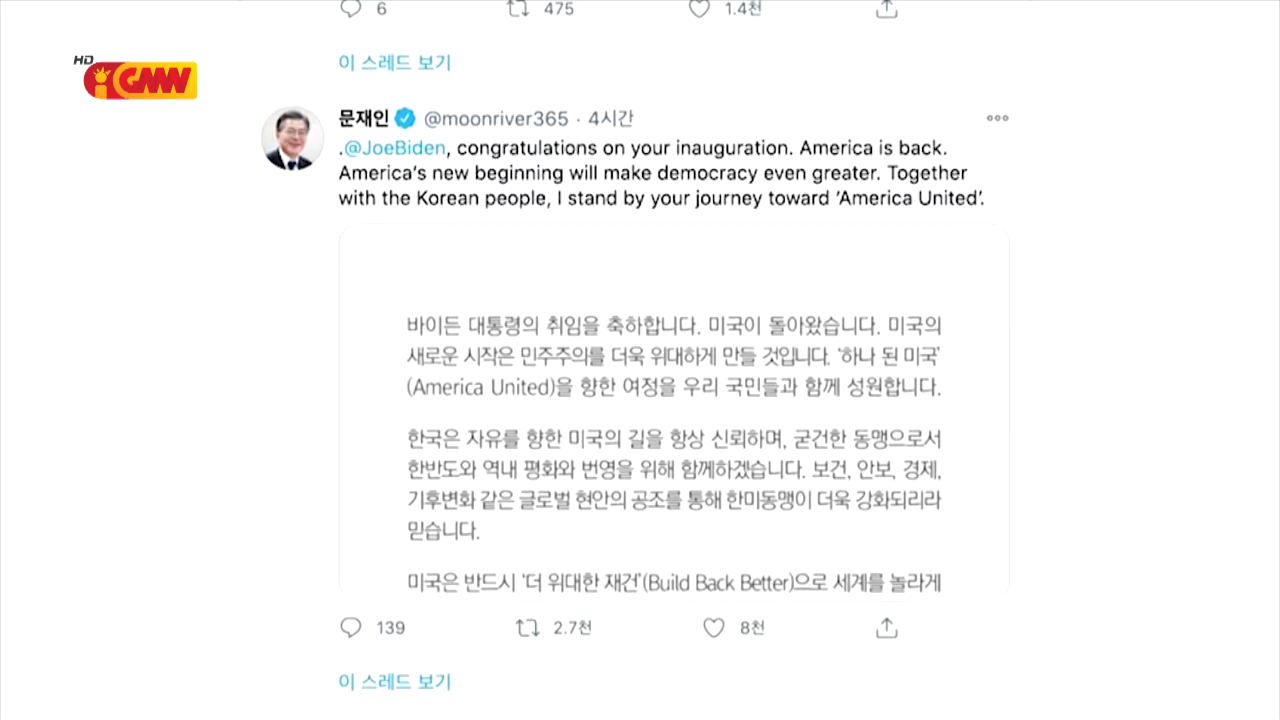 6 475 1.4천
이 스레드 보기
HD
iGMW
문재인 @moonriver365 · 4시간
.@JoeBiden, congratulations on your inauguration. America is back.
America's new beginning will make democracy even greater. Together
with the Korean people, I stand by your journey toward ‘America United’.
바이든 대통령의 취임을 축하합니다. 미국이 돌아왔습니다. 미국의
새로운 시작은 민주주의를 더욱 위대하게 만들 것입니다. ‘하나 된 미국’
(America United)을 향한 여정을 우리 국민들과 함께 성원합니다.
한국은 자유를 향한 미국의 길을 항상 신뢰하며, 굳건한 동맹으로서
한반도와 역내 평화와 번영을 위해 함께하겠습니다. 보건, 안보, 경제,
기후변화 같은 글로벌 현안의 공조를 통해 한미동맹이 더욱 강화되리라
믿습니다.
미국은 반드시 ‘더 위대한 재건’(Build Back Better)으로 세계를 놀라게
139 2.7천 8천
이 스레드 보기